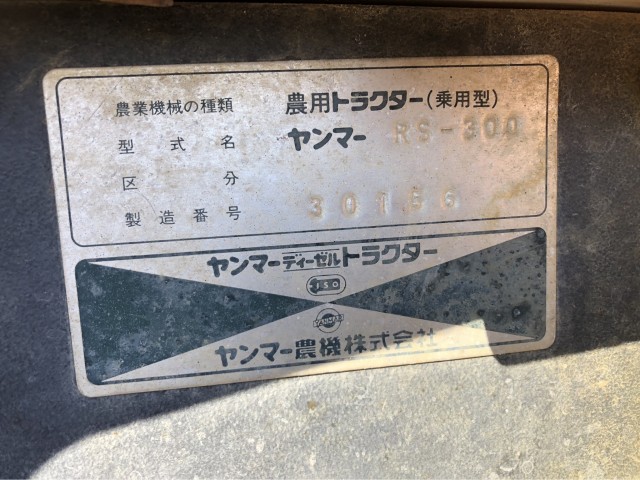 農業機械の種類 農用トラクター(乗用型)
型式名 ヤンマー RS-300
区分
製造番号 30156
ヤンマーディーゼルトラクター
ISO
YANMAR
ヤンマー農機株式会社